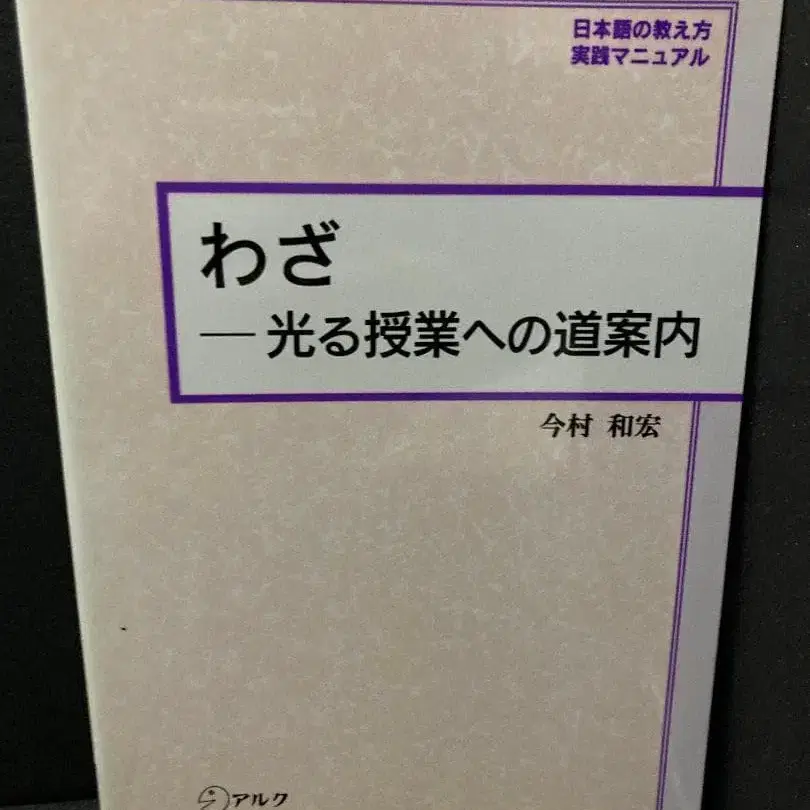 日本語の教え方
実践マニュアル
わざ
―光る授業への道案内
今村 和宏
アルク